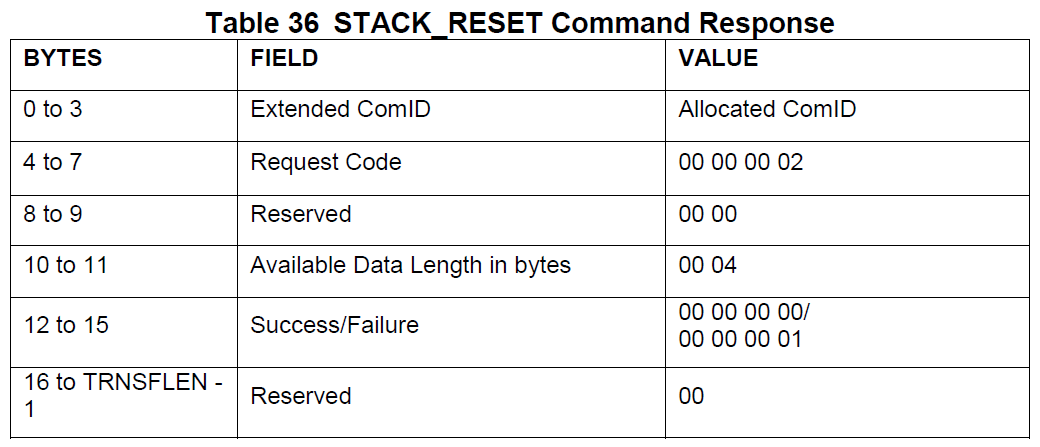 Table 36 STACK_RESET Command Response
BYTES FIELD VALUE
0 to 3 Extended ComID Allocated ComID
4 to 7 Request Code 00 00 00 02
8 to 9 Reserved 00 00
10 to 11 Available Data Length in bytes 00 04
12 to 15 Success/Failure 00 00 00 00/
00 00 00 01
16 to TRNSFLEN -
1 Reserved 00